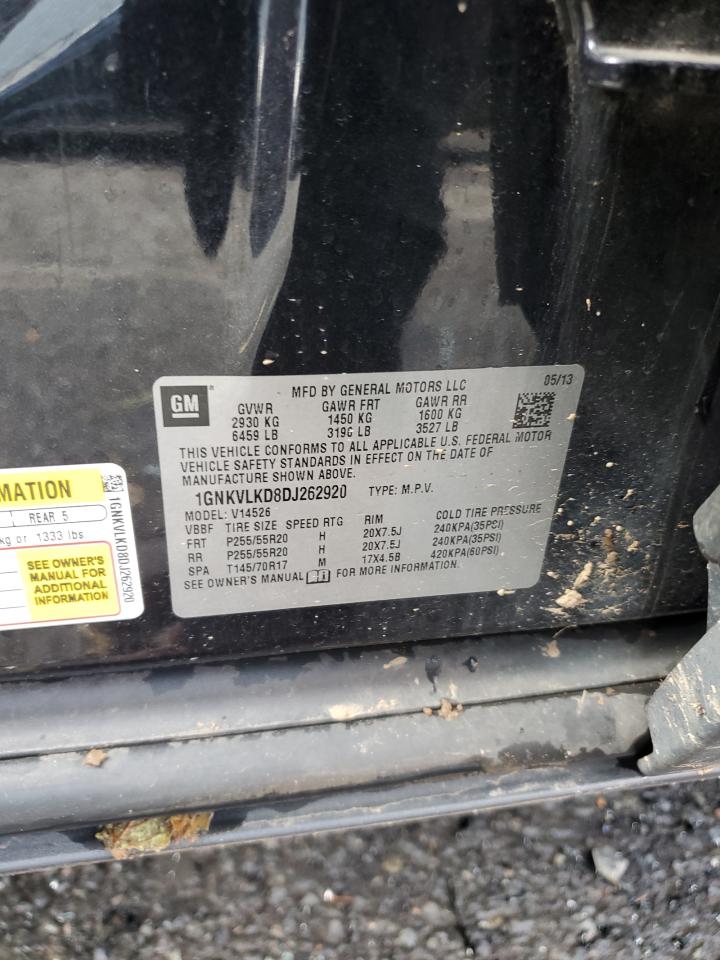 GM
MFD BY GENERAL MOTORS LLC 05/13
GVWR GAWR FRT GAWR RR
2930 KG 1450 KG 1600 KG
6459 LB 3196 LB 3527 LB
THIS VEHICLE CONFORMS TO ALL APPLICABLE U.S. FEDERAL MOTOR
VEHICLE SAFETY STANDARDS IN EFFECT ON THE DATE OF
MANUFACTURE SHOWN ABOVE.
1GNKVLKD8DJ262920 TYPE: M.P.V.
MODEL: V14526
VBBF TIRE SIZE SPEED RTG RIM COLD TIRE PRESSURE
FRT P255/55R20 H 20X7.5J 240KPA(35PSI)
RR P255/55R20 H 20X7.5J 240KPA(35PSI)
SPA T145/70R17 M 17X4.5B 420KPA(60PSI)
SEE OWNER'S MANUAL FOR MORE INFORMATION.
MATION
REAR 5
kg or 1333 lbs
SEE OWNER'S
MANUAL FOR
ADDITIONAL
INFORMATION
1GNKVLKD8DJ262920